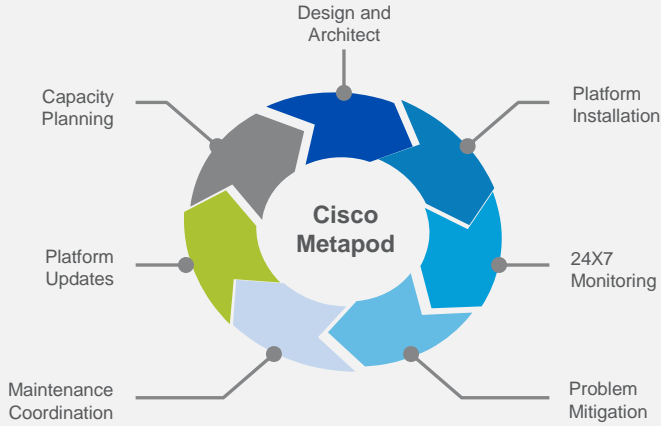 Design and
Architect
Platform
Installation
24X7
Monitoring
Problem
Mitigation
Maintenance
Coordination
Platform
Updates
Capacity
Planning
Cisco
Metapod